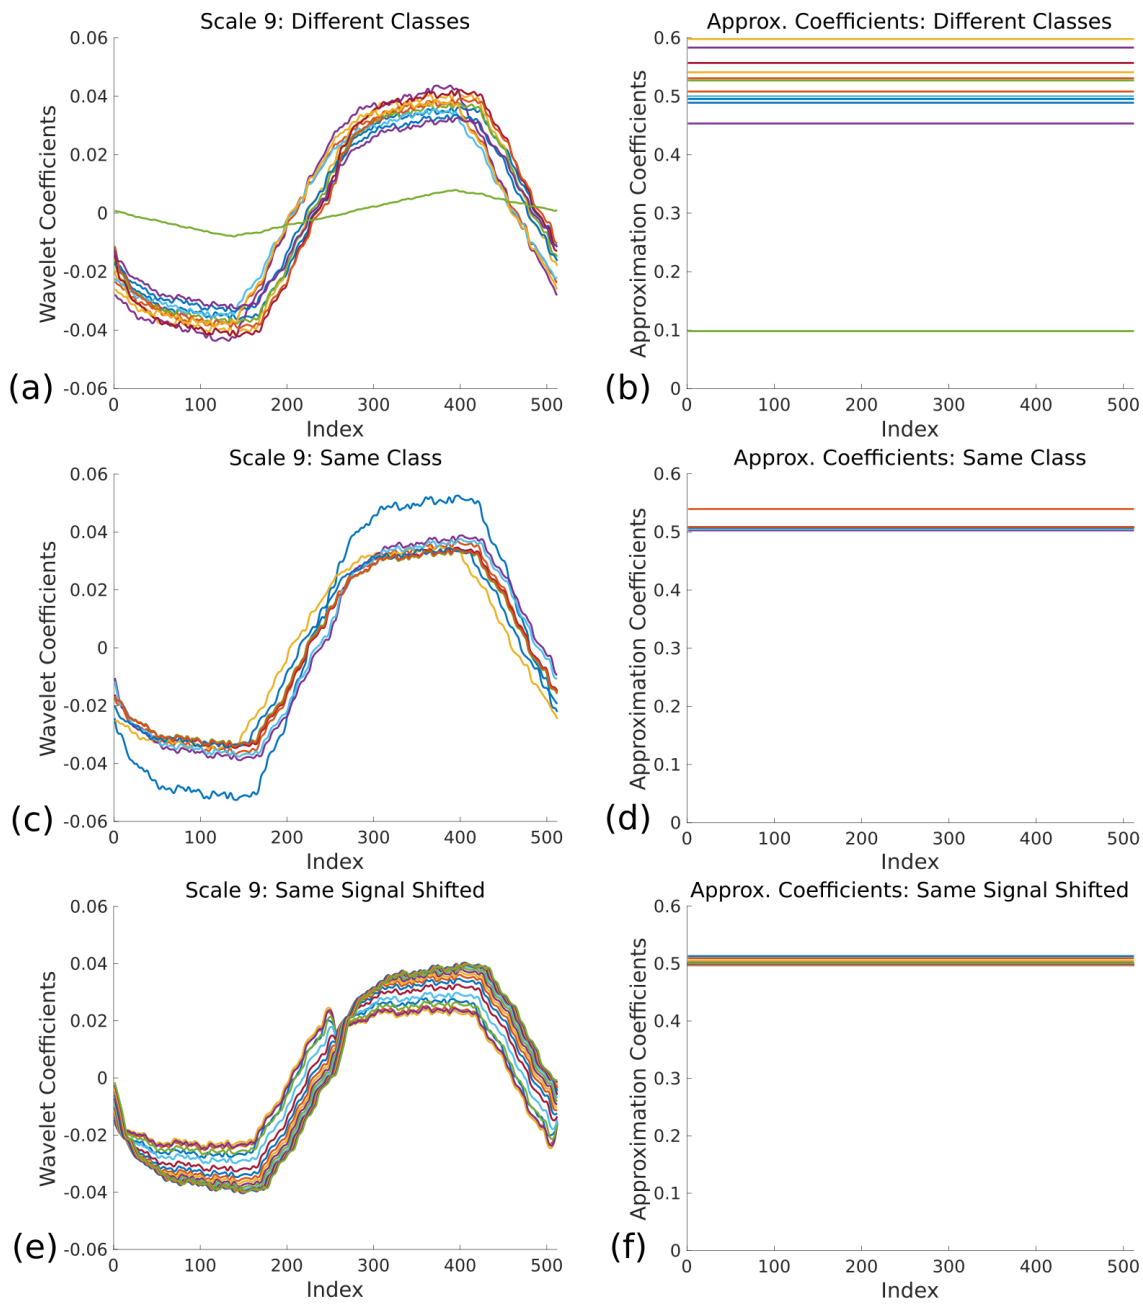 Scale 9: Different Classes
0.06
0.04
0.02
0
-0.02
-0.04
-0.06
Wavelet Coefficients
0 100 200 300 400 500
Index
(a)
Approx. Coefficients: Different Classes
0.6
0.5
0.4
0.3
0.2
0.1
0
Approximation Coefficients
0 100 200 300 400 500
Index
(b)
Scale 9: Same Class
0.06
0.04
0.02
0
-0.02
-0.04
-0.06
Wavelet Coefficients
0 100 200 300 400 500
Index
(c)
Approx. Coefficients: Same Class
0.6
0.5
0.4
0.3
0.2
0.1
0
Approximation Coefficients
0 100 200 300 400 500
Index
(d)
Scale 9: Same Signal Shifted
0.06
0.04
0.02
0
-0.02
-0.04
-0.06
Wavelet Coefficients
0 100 200 300 400 500
Index
(e)
Approx. Coefficients: Same Signal Shifted
0.6
0.5
0.4
0.3
0.2
0.1
0
Approximation Coefficients
0 100 200 300 400 500
Index
(f)